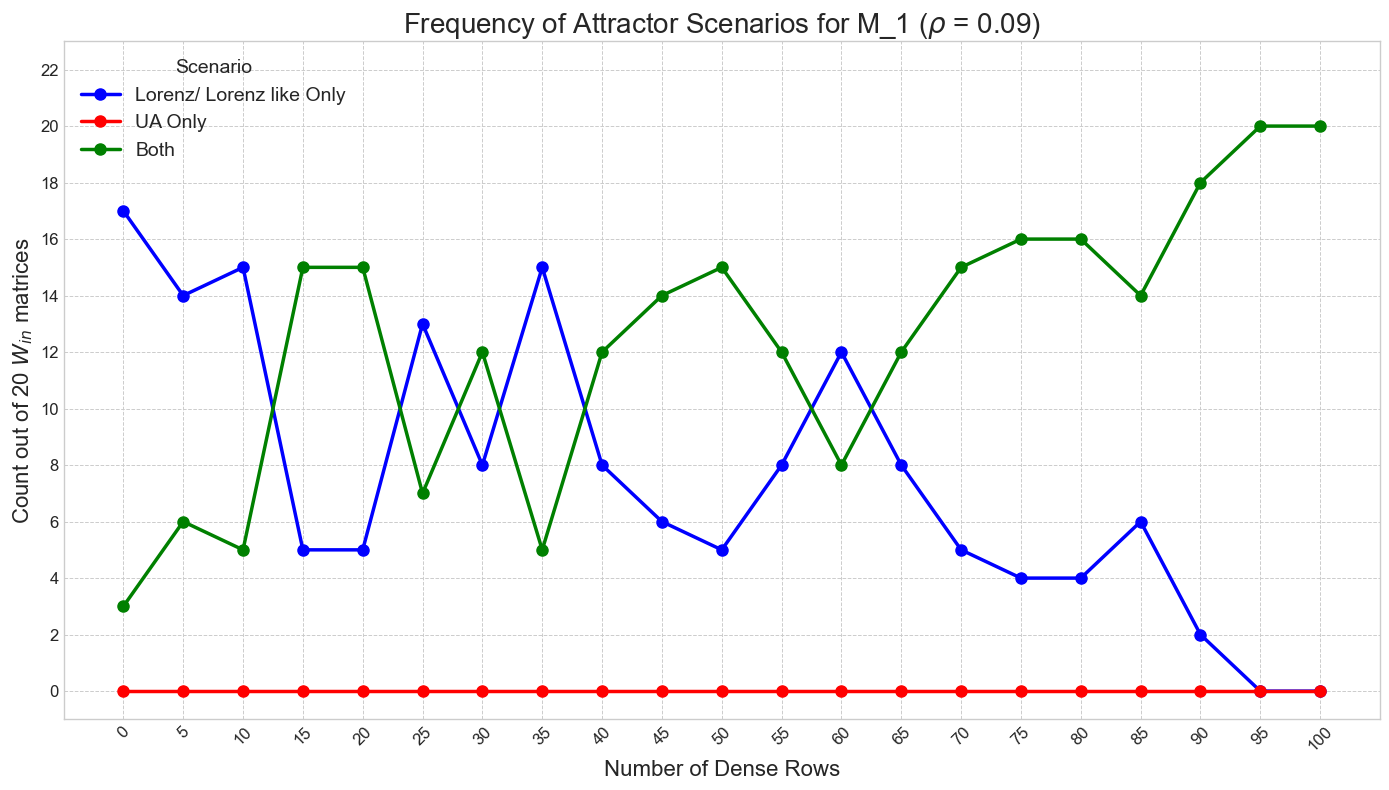 Frequency of Attractor Scenarios for M_1 (ρ = 0.09)
Scenario
Lorenz/ Lorenz like Only
UA Only
Both
Count out of 20 W_{in} matrices
22
20
18
16
14
12
10
8
6
4
2
0
0 5 10 15 20 25 30 35 40 45 50 55 60 65 70 75 80 85 90 95 100
Number of Dense Rows